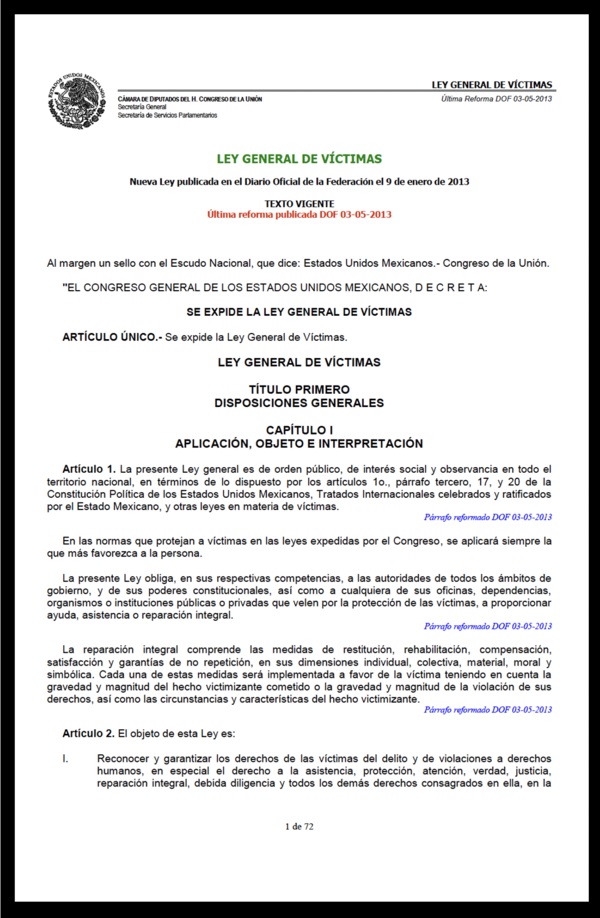 ESTADOS UNIDOS MEXICANOS
LEY GENERAL DE VÍCTIMAS
CÁMARA DE DIPUTADOS DEL H. CONGRESO DE LA UNIÓN
Última Reforma DOF 03-05-2013
Secretaría General
Secretaría de Servicios Parlamentarios
LEY GENERAL DE VÍCTIMAS
Nueva Ley publicada en el Diario Oficial de la Federación el 9 de enero de 2013
TEXTO VIGENTE
Última reforma publicada DOF 03-05-2013
Al margen un sello con el Escudo Nacional, que dice: Estados Unidos Mexicanos.- Congreso de la Unión.
"EL CONGRESO GENERAL DE LOS ESTADOS UNIDOS MEXICANOS, D E C R E T A:
SE EXPIDE LA LEY GENERAL DE VÍCTIMAS
ARTÍCULO ÚNICO.- Se expide la Ley General de Víctimas.
LEY GENERAL DE VÍCTIMAS
TÍTULO PRIMERO
DISPOSICIONES GENERALES
CAPÍTULO I
APLICACIÓN, OBJETO E INTERPRETACIÓN
Artículo 1. La presente Ley general es de orden público, de interés social y observancia en todo el
territorio nacional, en términos de lo dispuesto por los artículos 1o., párrafo tercero, 17, y 20 de la
Constitución Política de los Estados Unidos Mexicanos, Tratados Internacionales celebrados y ratificados
por el Estado Mexicano, y otras leyes en materia de víctimas.
Párrafo reformado DOF 03-05-2013
En las normas que protejan a víctimas en las leyes expedidas por el Congreso, se aplicará siempre la
que más favorezca a la persona.
La presente Ley obliga, en sus respectivas competencias, a las autoridades de todos los ámbitos de
gobierno, y de sus poderes constitucionales, así como a cualquiera de sus oficinas, dependencias,
organismos o instituciones públicas o privadas que velen por la protección de las víctimas, a proporcionar
ayuda, asistencia o reparación integral.
Párrafo reformado DOF 03-05-2013
La reparación integral comprende las medidas de restitución, rehabilitación, compensación,
satisfacción y garantías de no repetición, en sus dimensiones individual, colectiva, material, moral y
simbólica. Cada una de estas medidas será implementada a favor de la víctima teniendo en cuenta la
gravedad y magnitud del hecho victimizante cometido o la gravedad y magnitud de la violación de sus
derechos, así como las circunstancias y características del hecho victimizante.
Párrafo reformado DOF 03-05-2013
Artículo 2. El objeto de esta Ley es:
I. Reconocer y garantizar los derechos de las víctimas del delito y de violaciones a derechos
humanos, en especial el derecho a la asistencia, protección, atención, verdad, justicia,
reparación integral, debida diligencia y todos los demás derechos consagrados en ella, en la
1 de 72